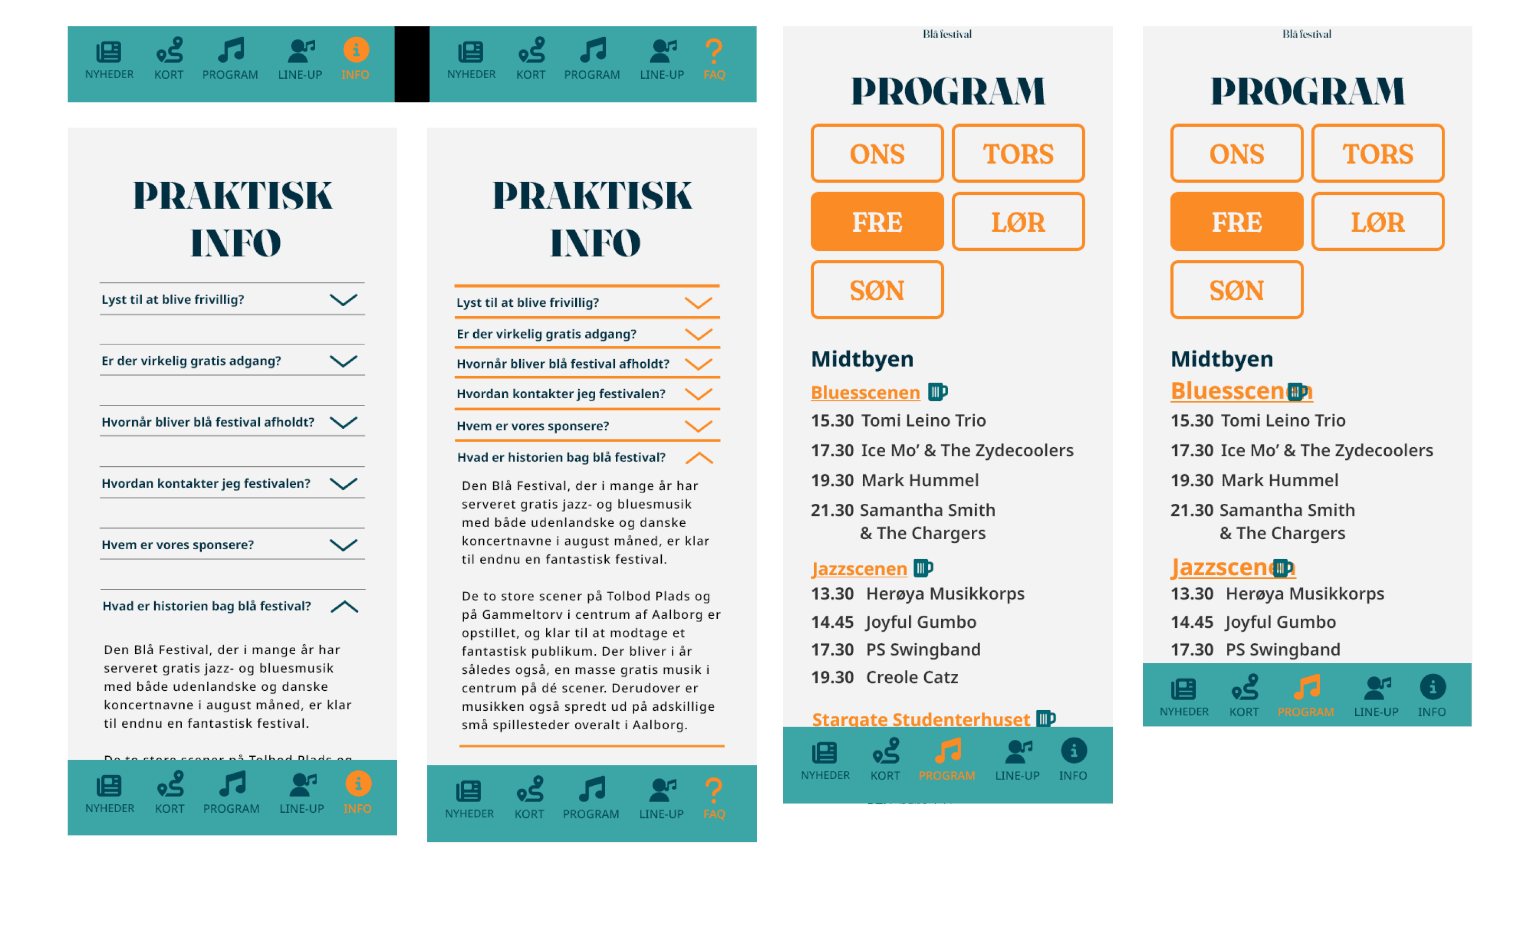 NYHEDER KORT PROGRAM LINE-UP INFO
NYHEDER KORT PROGRAM LINE-UP FAQ
PRAKTISK
INFO
Lyst til at blive frivillig?
Er der virkelig gratis adgang?
Hvornår bliver blå festival afholdt?
Hvordan kontakter jeg festivalen?
Hvem er vores sponsere?
Hvad er historien bag blå festival?
Den Blå Festival, der i mange år har
serveret gratis jazz- og bluesmusik
med både udenlandske og danske
koncertnavne i august måned, er klar
til endnu en fantastisk festival.
De to store scener på Tolbod Plads og
NYHEDER KORT PROGRAM LINE-UP INFO
PRAKTISK
INFO
Lyst til at blive frivillig?
Er der virkelig gratis adgang?
Hvornår bliver blå festival afholdt?
Hvordan kontakter jeg festivalen?
Hvem er vores sponsere?
Hvad er historien bag blå festival?
Den Blå Festival, der i mange år har
serveret gratis jazz- og bluesmusik
med både udenlandske og danske
koncertnavne i august måned, er klar
til endnu en fantastisk festival.
De to store scener på Tolbod Plads og
på Gammeltorv i centrum af Aalborg er
opstillet, og klar til at modtage et
fantastisk publikum. Der bliver i år
således også, en masse gratis musik i
centrum på dé scener. Derudover er
musikken også spredt ud på adskillige
små spillesteder overalt i Aalborg.
NYHEDER KORT PROGRAM LINE-UP FAQ
Blå festival
PROGRAM
ONS TORS
FRE LØR
SØN
Midtbyen
Bluesscenen
15.30 Tomi Leino Trio
17.30 Ice Mo’ & The Zydecoolers
19.30 Mark Hummel
21.30 Samantha Smith
& The Chargers
Jazzscenen
13.30 Herøya Musikkorps
14.45 Joyful Gumbo
17.30 PS Swingband
19.30 Creole Catz
Stargate Studenterhuset
NYHEDER KORT PROGRAM LINE-UP INFO
Blå festival
PROGRAM
ONS TORS
FRE LØR
SØN
Midtbyen
Bluesscenen
15.30 Tomi Leino Trio
17.30 Ice Mo’ & The Zydecoolers
19.30 Mark Hummel
21.30 Samantha Smith
& The Chargers
Jazzscenen
13.30 Herøya Musikkorps
14.45 Joyful Gumbo
17.30 PS Swingband
NYHEDER KORT PROGRAM LINE-UP INFO